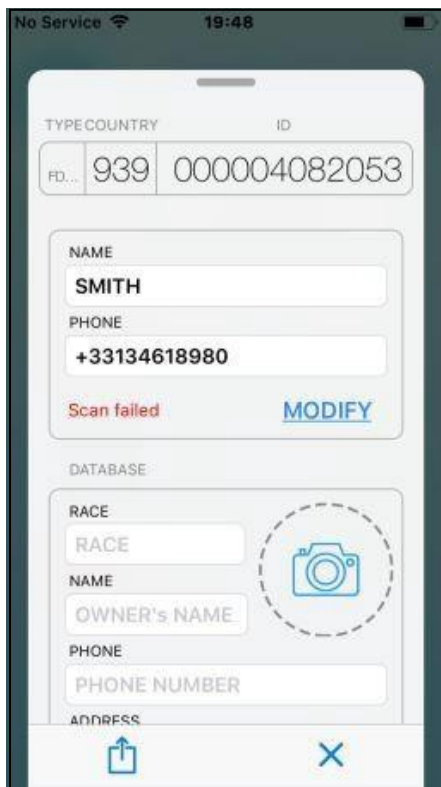 No Service 19:48
TYPE COUNTRY ID
FD... 939 000004082053
NAME
SMITH
PHONE
+33134618980
Scan failed MODIFY
DATABASE
RACE
RACE
NAME
OWNER's NAME
PHONE
PHONE NUMBER
ADDRESS